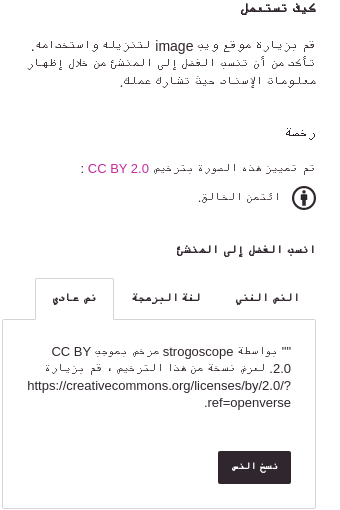 كيف تستعمل
قم بزيارة موقع ويب image لتنزيله واستخدامه.
تأكد من أن تنسب الفضل إلى المنشئ من خلال إظهار
معلومات الإسناد حيث تشارك عملك.
رخصة
تم تمييز هذه الصورة بترخيص CC BY 2.0 :
ائتمن الخالق.
انسب الفضل إلى المنشئ
النص الغني
لغة البرمجة
نص عادي
"" بواسطة strogoscope مرخص بموجب CC BY
2.0. لعرض نسخة من هذا الترخيص ، قم بزيارة
https://creativecommons.org/licenses/by/2.0/?
ref=openverse.
نسخ النص